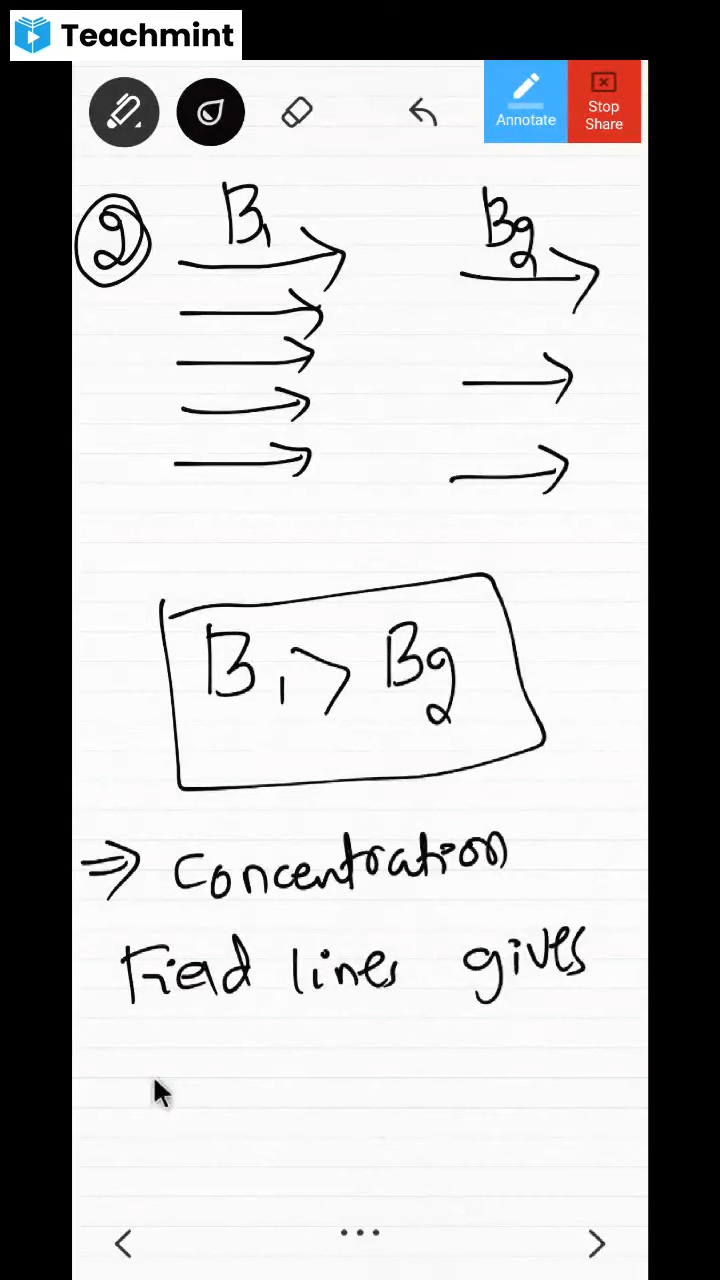 Teachmint
Annotate
Stop
Share
2
B1
B2
B1 > B2
⇒ Concentration
Field lines gives